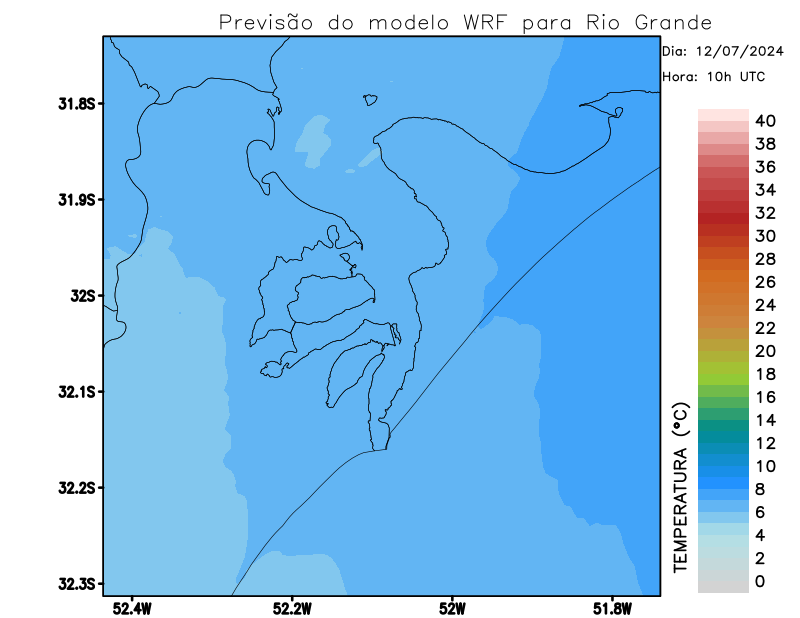 Previsão do modelo WRF para Rio Grande
Dia: 12/07/2024
Hora: 10h UTC
31.8S
31.9S
32S
32.1S
32.2S
32.3S
52.4W
52.2W
52W
51.8W
TEMPERATURA (°C)
40
38
36
34
32
30
28
26
24
22
20
18
16
14
12
10
8
6
4
2
0